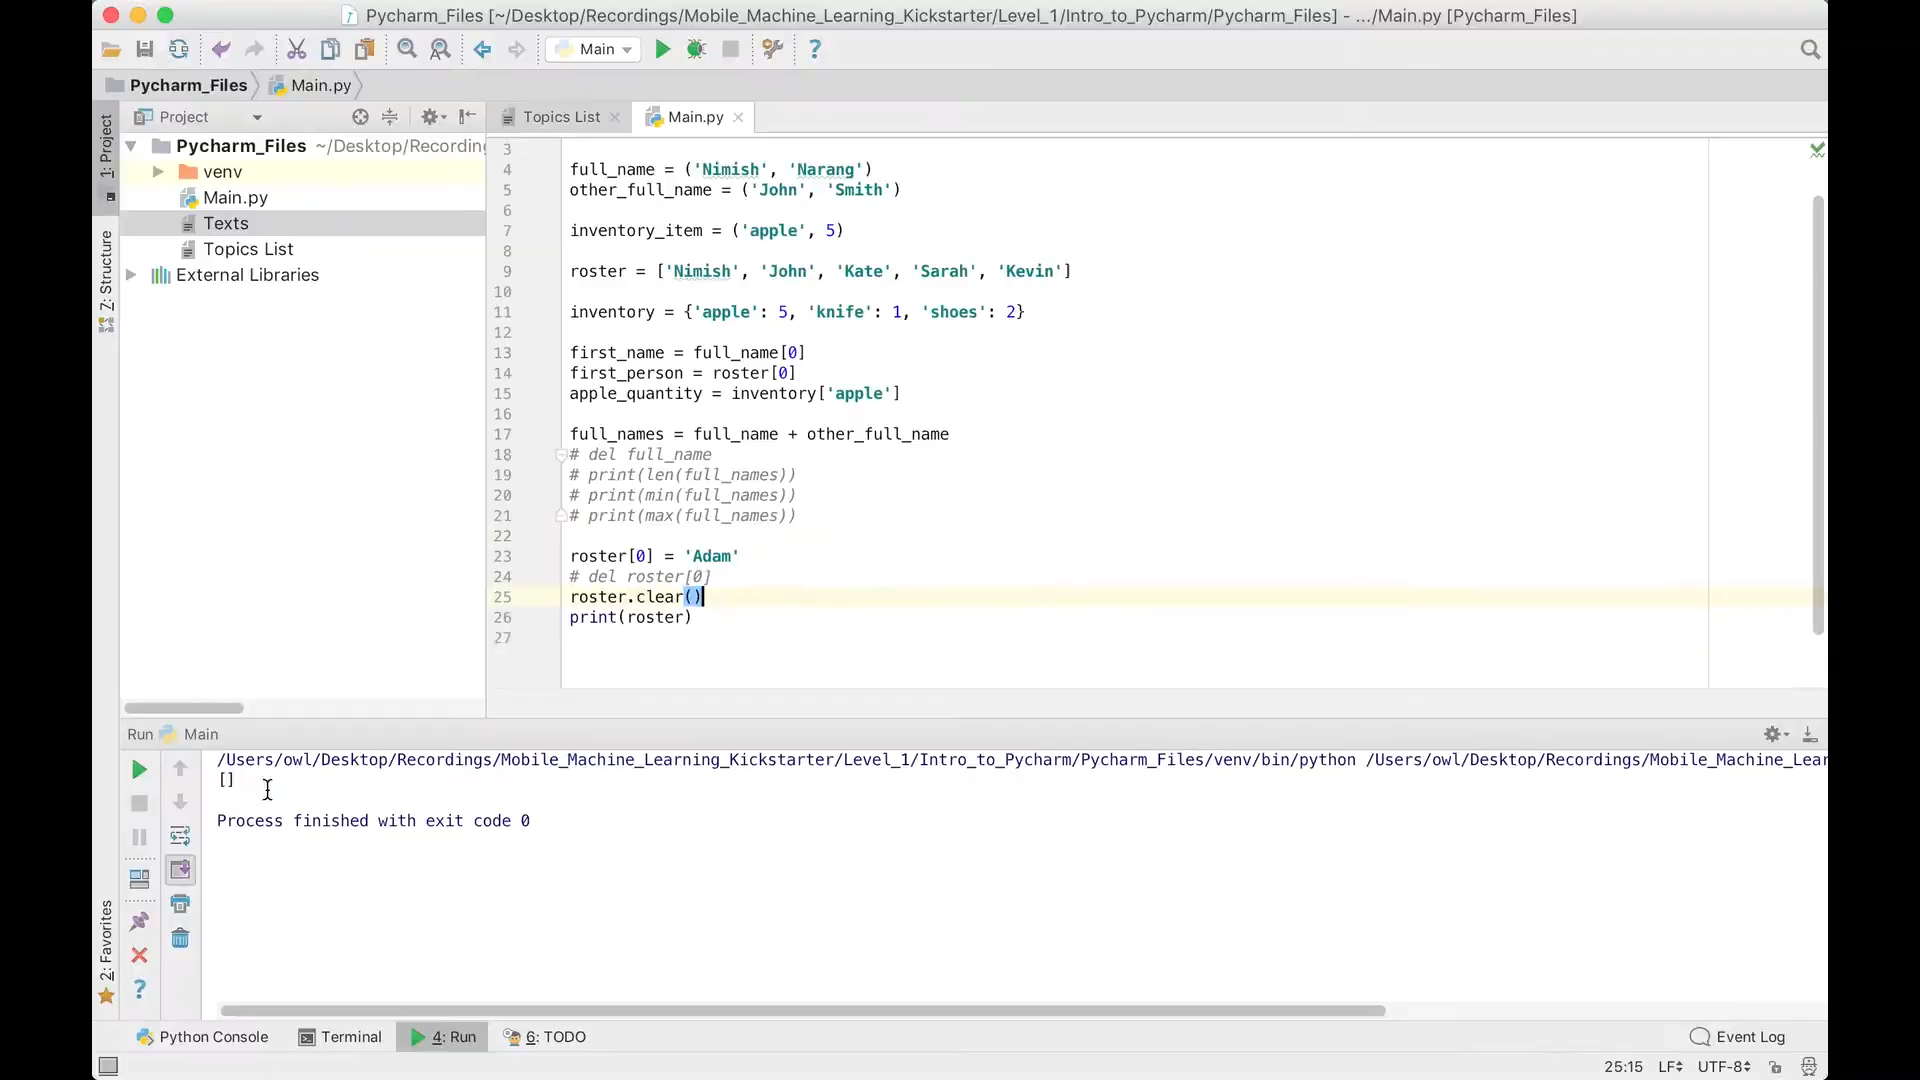 Pycharm_Files [~/Desktop/Recordings/Mobile_Machine_Learning_Kickstarter/Level_1/Intro_to_Pycharm/Pycharm_Files] - .../Main.py [Pycharm_Files]
Main
Pycharm_Files Main.py
Project
Topics List
Main.py
1: Project
7: Structure
2: Favorites
Pycharm_Files ~/Desktop/Recordin
venv
Main.py
Texts
Topics List
External Libraries
3
4 full_name = ('Nimish', 'Narang')
5 other_full_name = ('John', 'Smith')
6
7 inventory_item = ('apple', 5)
8
9 roster = ['Nimish', 'John', 'Kate', 'Sarah', 'Kevin']
10
11 inventory = {'apple': 5, 'knife': 1, 'shoes': 2}
12
13 first_name = full_name[0]
14 first_person = roster[0]
15 apple_quantity = inventory['apple']
16
17 full_names = full_name + other_full_name
18 # del full_name
19 # print(len(full_names))
20 # print(min(full_names))
21 # print(max(full_names))
22
23 roster[0] = 'Adam'
24 # del roster[0]
25 roster.clear()
26 print(roster)
27
Run Main
/Users/owl/Desktop/Recordings/Mobile_Machine_Learning_Kickstarter/Level_1/Intro_to_Pycharm/Pycharm_Files/venv/bin/python /Users/owl/Desktop/Recordings/Mobile_Machine_Lear
[]
Process finished with exit code 0
Python Console
Terminal
4: Run
6: TODO
Event Log
25:15 LF UTF-8